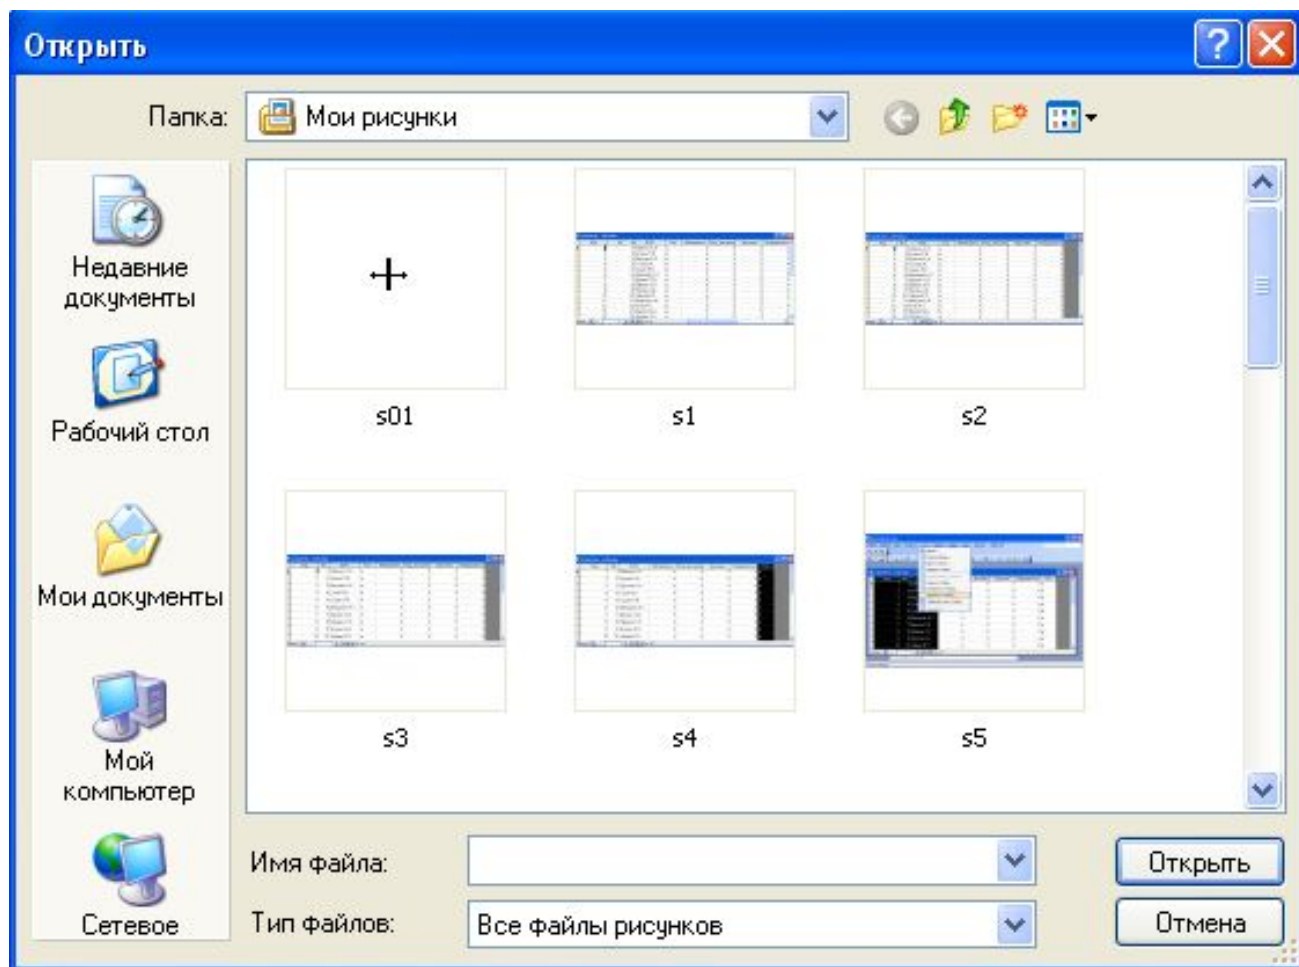 Открыть
Папка:
Мои рисунки
Недавние
документы
Рабочий стол
Мои документы
Мой
компьютер
Сетевое
s01
s1
s2
s3
s4
s5
Имя файла:
Открыть
Тип файлов:
Все файлы рисунков
Отмена